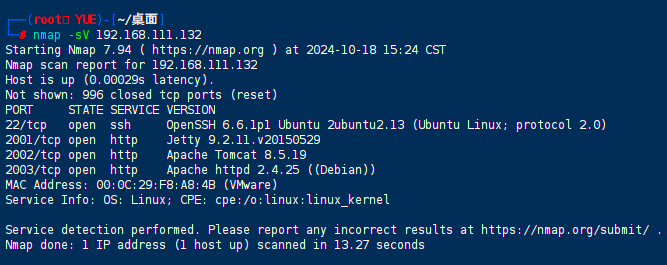 ┌──(root㉿ YUE)-[~/桌面]
└─# nmap -sV 192.168.111.132
Starting Nmap 7.94 ( https://nmap.org ) at 2024-10-18 15:24 CST
Nmap scan report for 192.168.111.132
Host is up (0.00029s latency).
Not shown: 996 closed tcp ports (reset)
PORT     STATE SERVICE VERSION
22/tcp   open  ssh     OpenSSH 6.6.1p1 Ubuntu 2ubuntu2.13 (Ubuntu Linux; protocol 2.0)
2001/tcp open  http    Jetty 9.2.11.v20150529
2002/tcp open  http    Apache Tomcat 8.5.19
2003/tcp open  http    Apache httpd 2.4.25 ((Debian))
MAC Address: 00:0C:29:F8:A8:4B (VMware)
Service Info: OS: Linux; CPE: cpe:/o:linux:linux_kernel

Service detection performed. Please report any incorrect results at https://nmap.org/submit/ .
Nmap done: 1 IP address (1 host up) scanned in 13.27 seconds